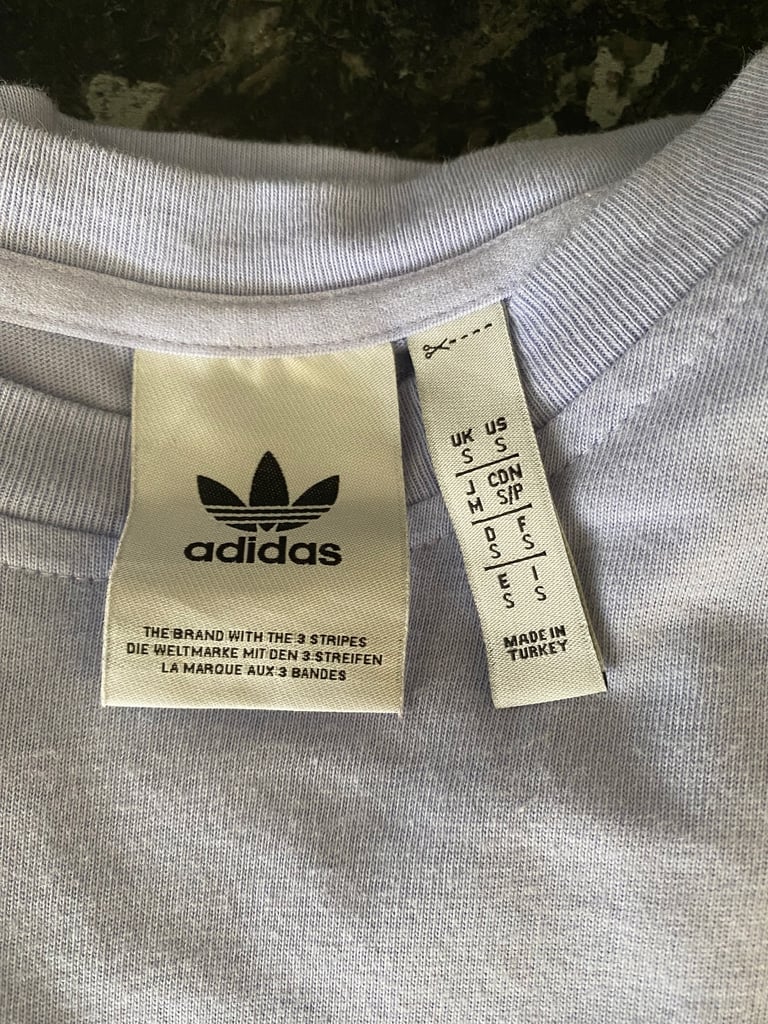 adidas
THE BRAND WITH THE 3 STRIPES
DIE WELTMARKE MIT DEN 3 STREIFEN
LA MARQUE AUX 3 BANDES
UK US
S S
J CDN
M S/P
D F
S S
E I
S S
MADE IN
TURKEY